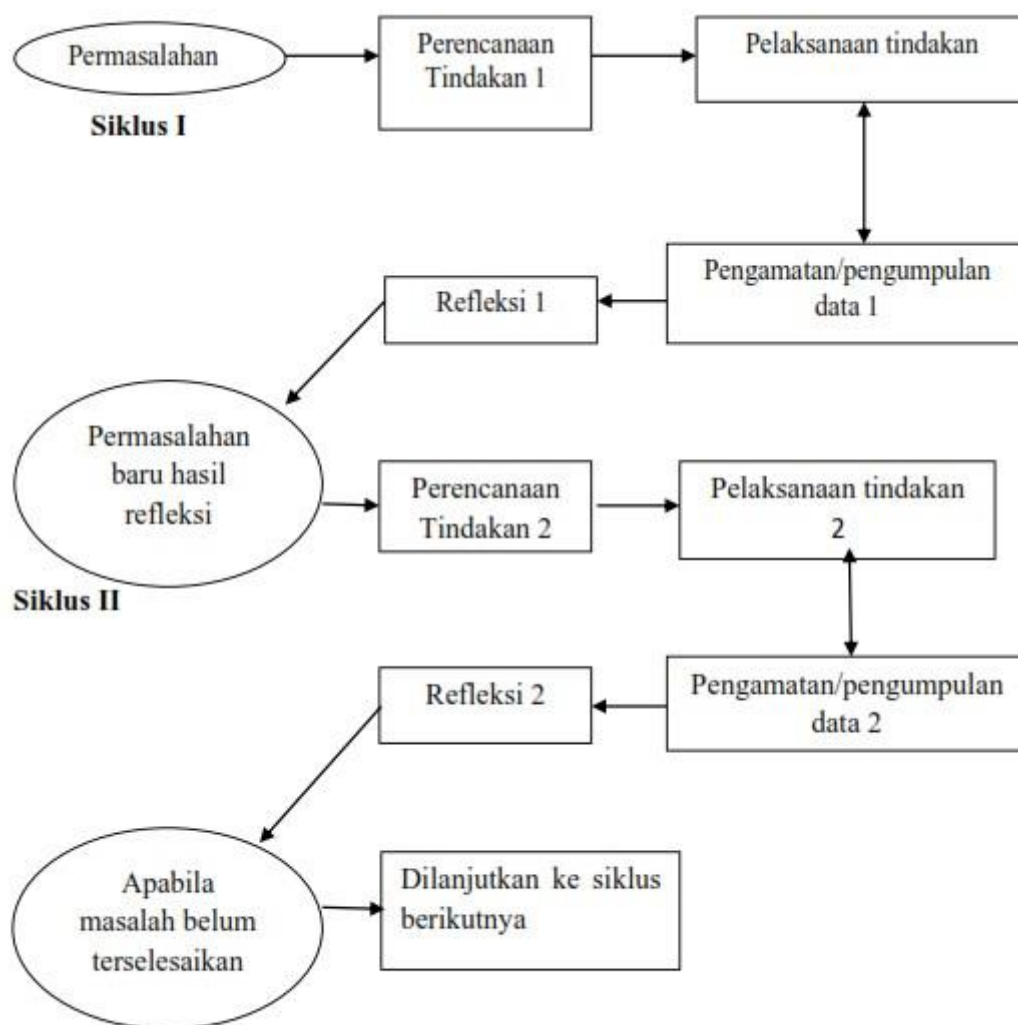 Permasalahan
Perencanaan
Tindakan 1
Pelaksanaan tindakan
Siklus I
Pengamatan/pengumpulan
data 1
Refleksi 1
Permasalahan
baru hasil
refleksi
Perencanaan
Tindakan 2
Pelaksanaan tindakan
2
Siklus II
Pengamatan/pengumpulan
data 2
Refleksi 2
Apabila
masalah belum
terselesaikan
Dilanjutkan ke siklus
berikutnya